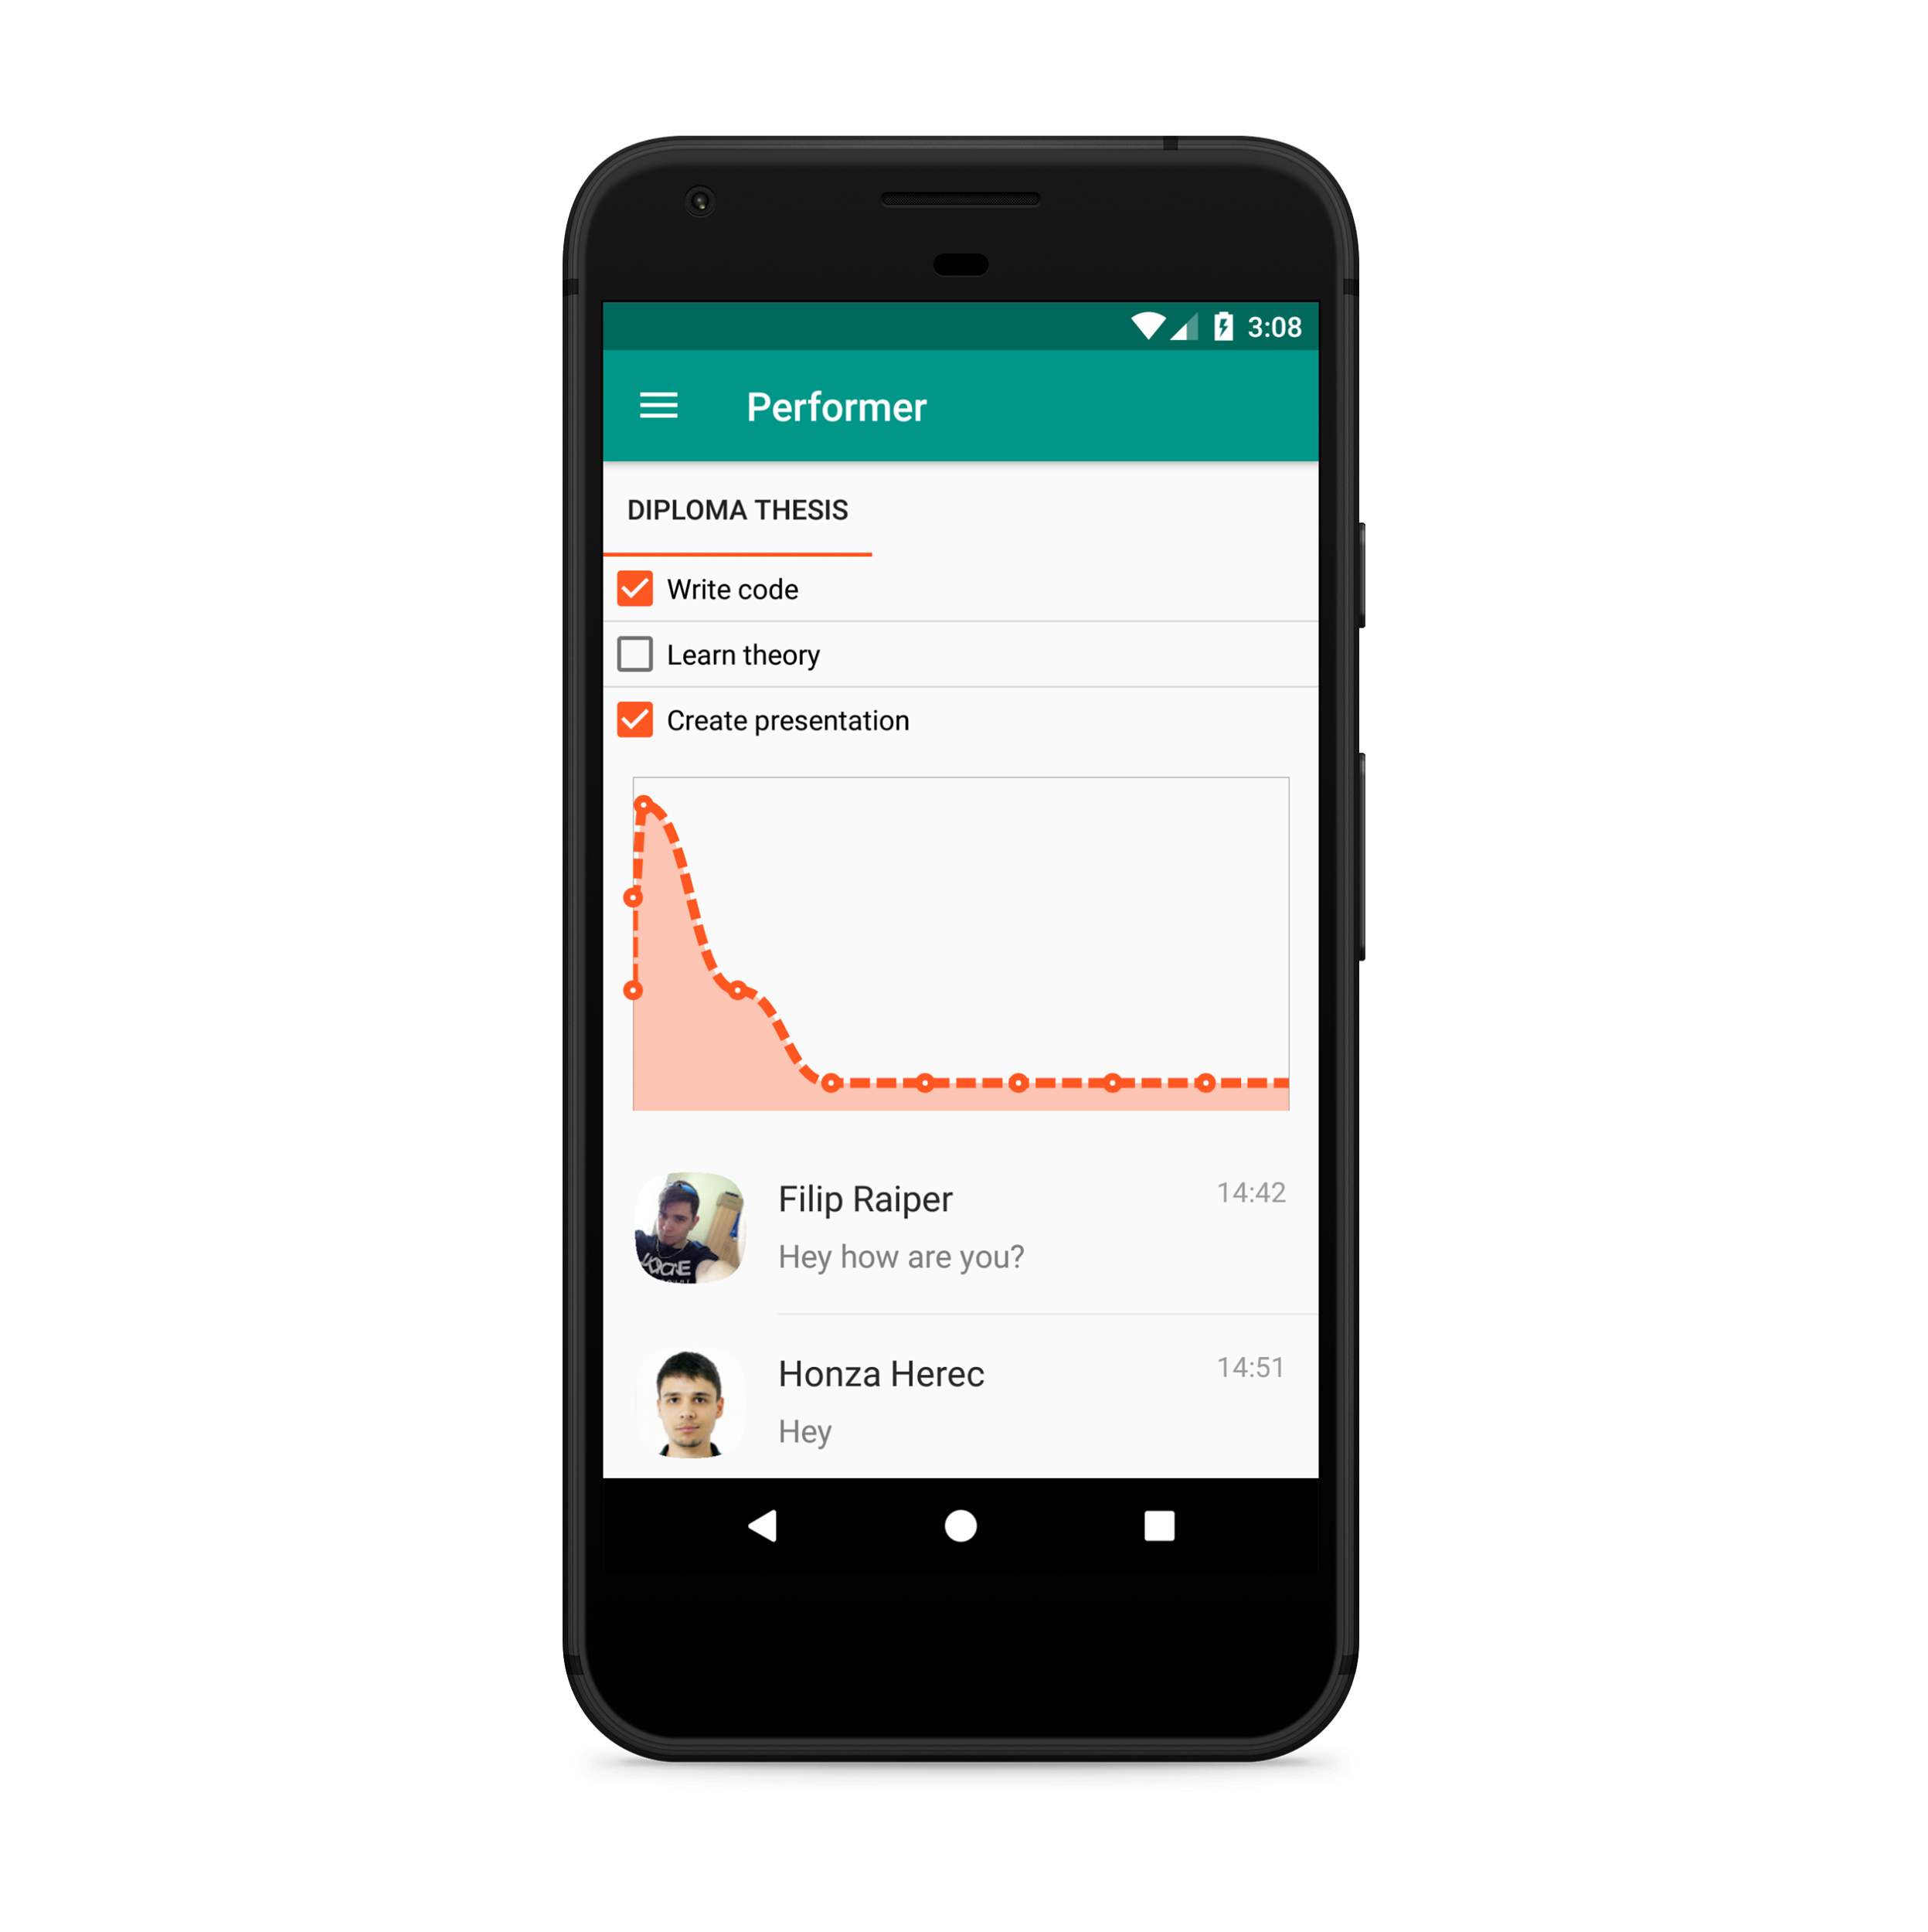 3:08
Performer
DIPLOMA THESIS
Write code
Learn theory
Create presentation
Filip Raiper
14:42
Hey how are you?
Honza Herec
14:51
Hey